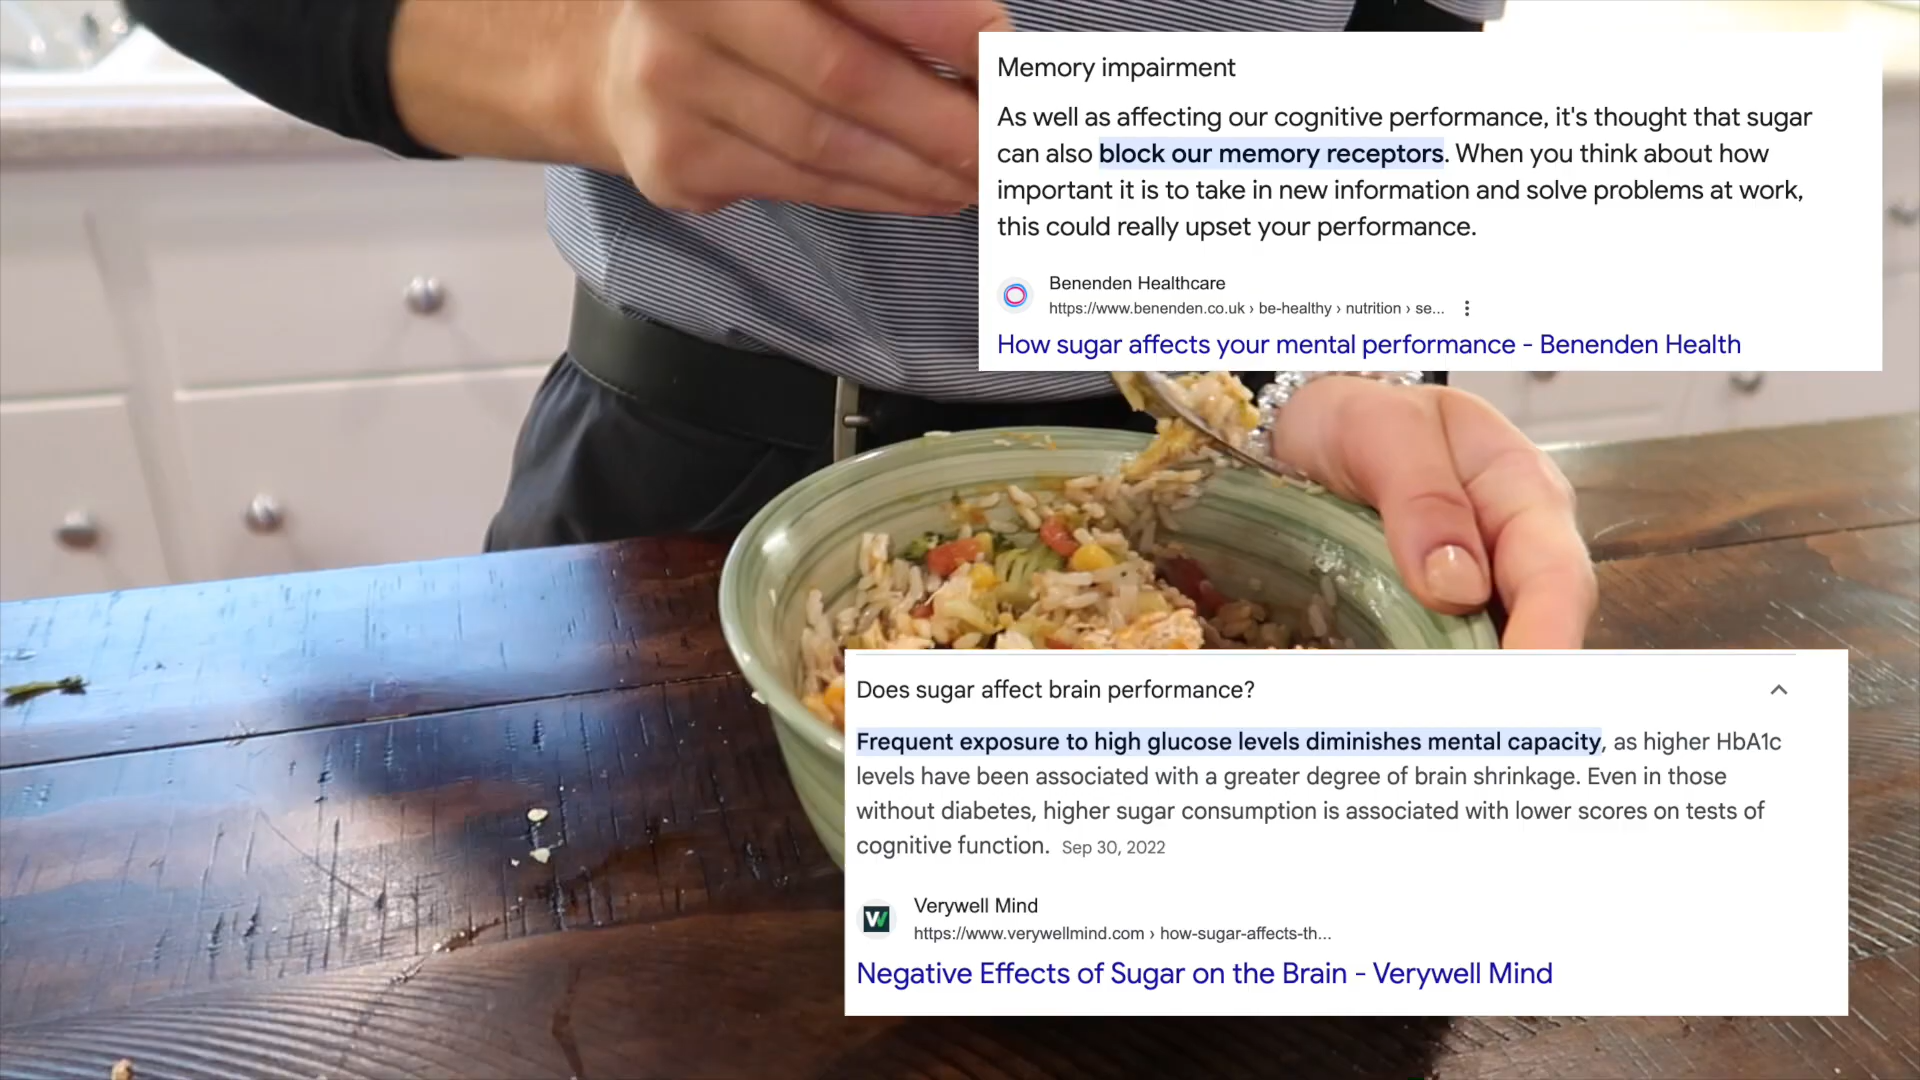 Memory impairment
As well as affecting our cognitive performance, it's thought that sugar
can also block our memory receptors. When you think about how
important it is to take in new information and solve problems at work,
this could really upset your performance.
Benenden Healthcare
https://www.benenden.co.uk › be-healthy › nutrition › se...
How sugar affects your mental performance - Benenden Health
Does sugar affect brain performance?
Frequent exposure to high glucose levels diminishes mental capacity, as higher HbA1c
levels have been associated with a greater degree of brain shrinkage. Even in those
without diabetes, higher sugar consumption is associated with lower scores on tests of
cognitive function. Sep 30, 2022
Verywell Mind
https://www.verywellmind.com › how-sugar-affects-th...
Negative Effects of Sugar on the Brain - Verywell Mind